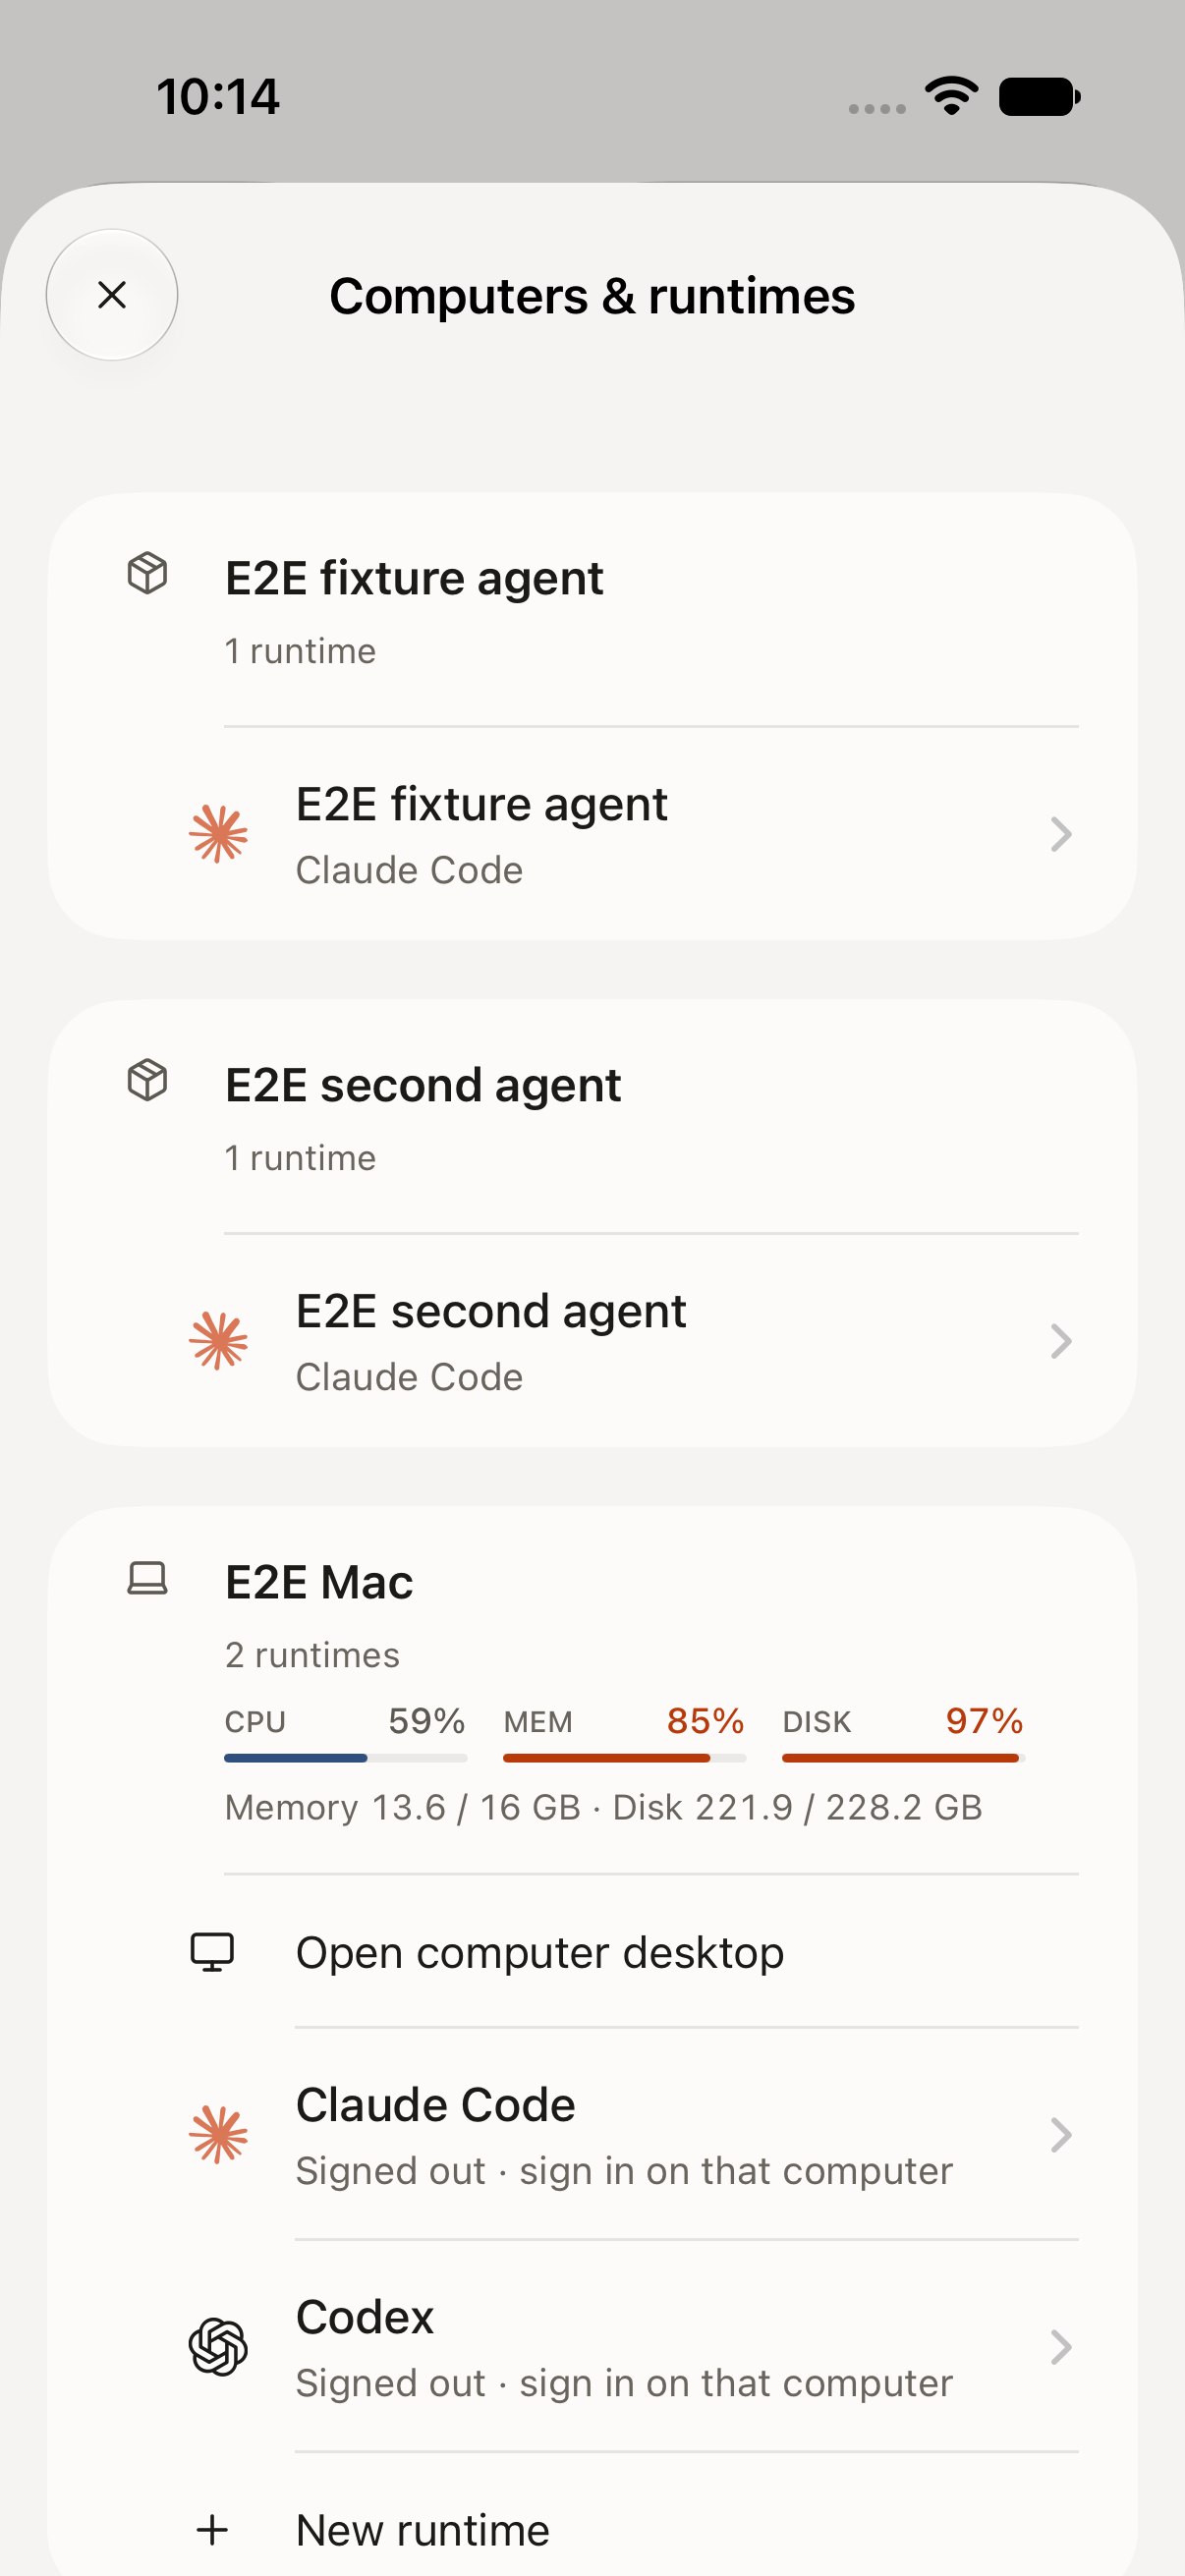 10:14
Computers & runtimes
E2E fixture agent
1 runtime
E2E fixture agent
Claude Code
E2E second agent
1 runtime
E2E second agent
Claude Code
E2E Mac
2 runtimes
CPU 59% MEM 85% DISK 97%
Memory 13.6 / 16 GB · Disk 221.9 / 228.2 GB
Open computer desktop
Claude Code
Signed out · sign in on that computer
Codex
Signed out · sign in on that computer
New runtime